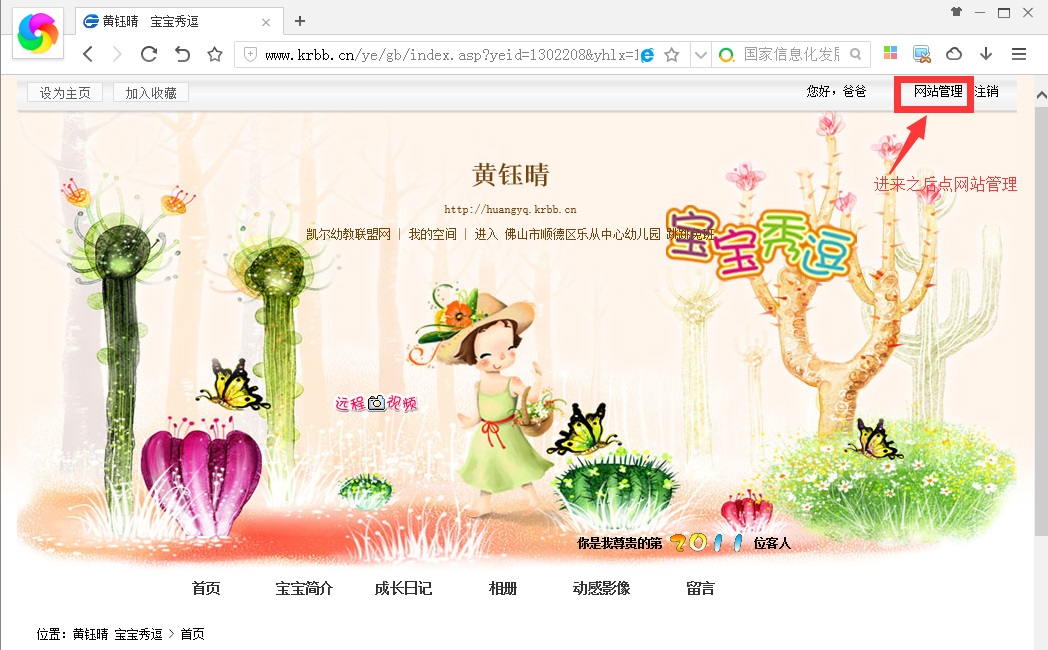 黄钰晴 宝宝秀逗
www.krbb.cn/ye/gb/index.asp?yeid=1302208&yhlx=1
国家信息化发展
设为主页 加入收藏 您好，爸爸 网站管理 注销
进来之后点网站管理
黄钰晴
http://huangyq.krbb.cn
凯尔幼教联盟网 | 我的空间 | 进入 佛山市顺德区乐从中心幼儿园
宝宝秀逗
远程视频
你是我尊贵的第 7011 位客人
首页 宝宝简介 成长日记 相册 动感影像 留言
位置：黄钰晴 宝宝秀逗 > 首页